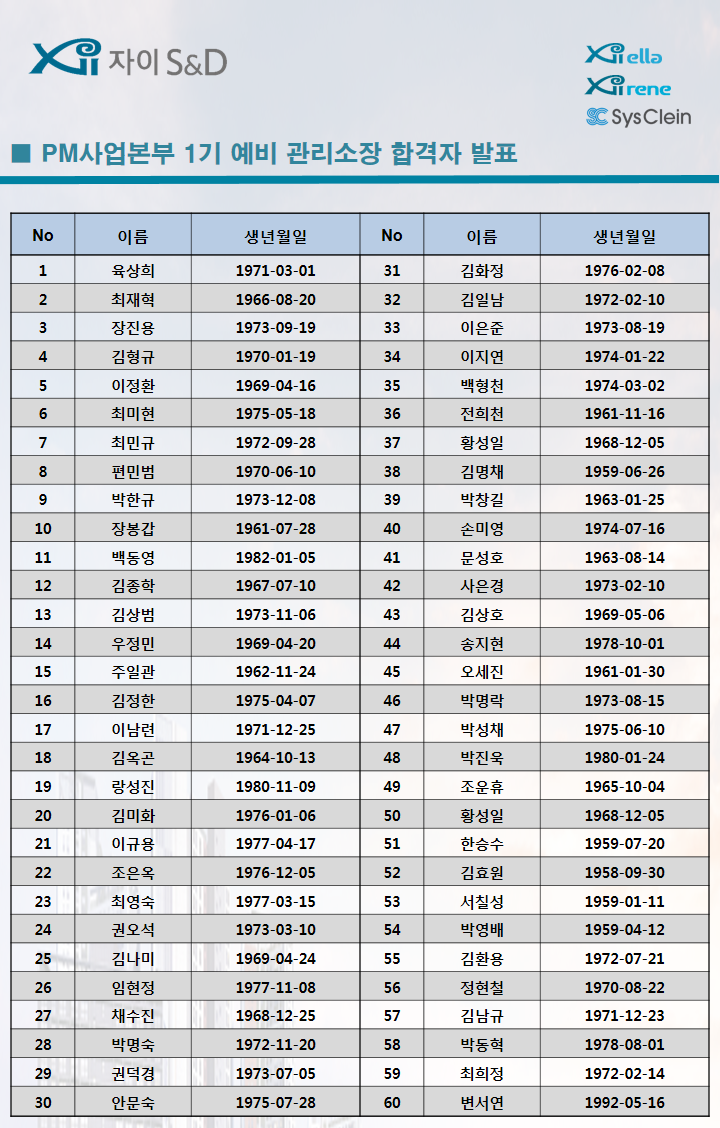 Xii 자이 S&D
Xii ella
Xii rene
SC SysClein
■ PM사업본부 1기 예비 관리소장 합격자 발표
No 이름 생년월일 No 이름 생년월일
1 육상희 1971-03-01 31 김화정 1976-02-08
2 최재혁 1966-08-20 32 김일남 1972-02-10
3 장진용 1973-09-19 33 이은준 1973-08-19
4 김형규 1970-01-19 34 이지연 1974-01-22
5 이정환 1969-04-16 35 백형천 1974-03-02
6 최미현 1975-05-18 36 전희천 1961-11-16
7 최민규 1972-09-28 37 황성일 1968-12-05
8 편민범 1970-06-10 38 김명채 1959-06-26
9 박한규 1973-12-08 39 박창길 1963-01-25
10 장봉갑 1961-07-28 40 손미영 1974-07-16
11 백동영 1982-01-05 41 문성호 1963-08-14
12 김종학 1967-07-10 42 사은경 1973-02-10
13 김상범 1973-11-06 43 김상호 1969-05-06
14 우정민 1969-04-20 44 송지현 1978-10-01
15 주일관 1962-11-24 45 오세진 1961-01-30
16 김정한 1975-04-07 46 박명락 1973-08-15
17 이남련 1971-12-25 47 박성채 1975-06-10
18 김옥곤 1964-10-13 48 박진욱 1980-01-24
19 랑성진 1980-11-09 49 조운휴 1965-10-04
20 김미화 1976-01-06 50 황성일 1968-12-05
21 이규용 1977-04-17 51 한승수 1959-07-20
22 조은옥 1976-12-05 52 김효원 1958-09-30
23 최영숙 1977-03-15 53 서칠성 1959-01-11
24 권오석 1973-03-10 54 박영배 1959-04-12
25 김나미 1969-04-24 55 김환용 1972-07-21
26 임현정 1977-11-08 56 정현철 1970-08-22
27 채수진 1968-12-25 57 김남규 1971-12-23
28 박명숙 1972-11-20 58 박동혁 1978-08-01
29 권덕경 1973-07-05 59 최희정 1972-02-14
30 안문숙 1975-07-28 60 변서연 1992-05-16